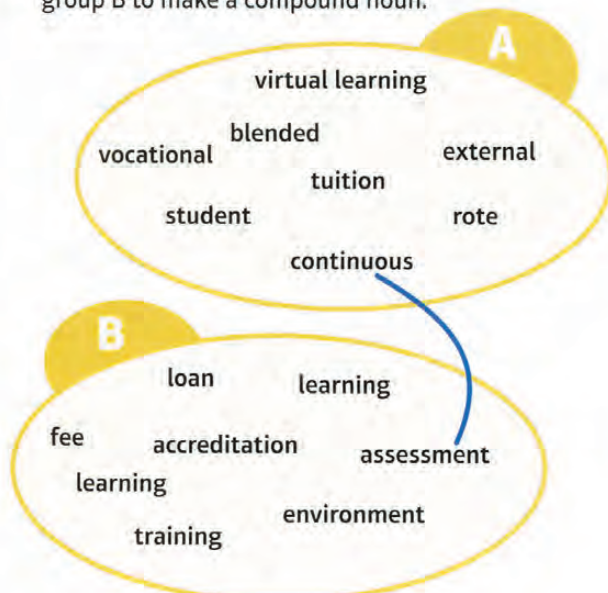 group B to make a compound noun.
A
virtual learning
blended
vocational
external
tuition
student
rote
continuous
B
loan
learning
fee
accreditation
assessment
learning
environment
training